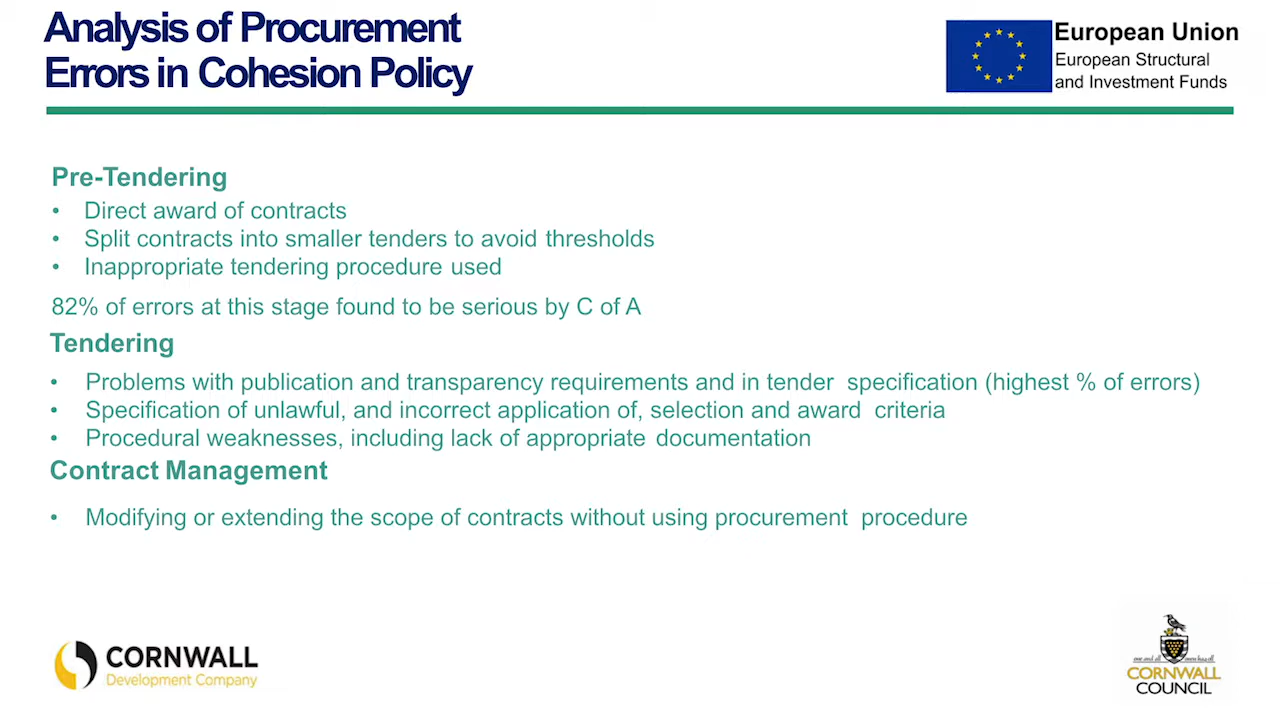 Analysis of Procurement
Errors in Cohesion Policy
European Union
European Structural
and Investment Funds
Pre-Tendering
• Direct award of contracts
• Split contracts into smaller tenders to avoid thresholds
• Inappropriate tendering procedure used
82% of errors at this stage found to be serious by C of A
Tendering
• Problems with publication and transparency requirements and in tender specification (highest % of errors)
• Specification of unlawful, and incorrect application of, selection and award criteria
• Procedural weaknesses, including lack of appropriate documentation
Contract Management
• Modifying or extending the scope of contracts without using procurement procedure
CORNWALL
Development Company
one and all
CORNWALL
COUNCIL